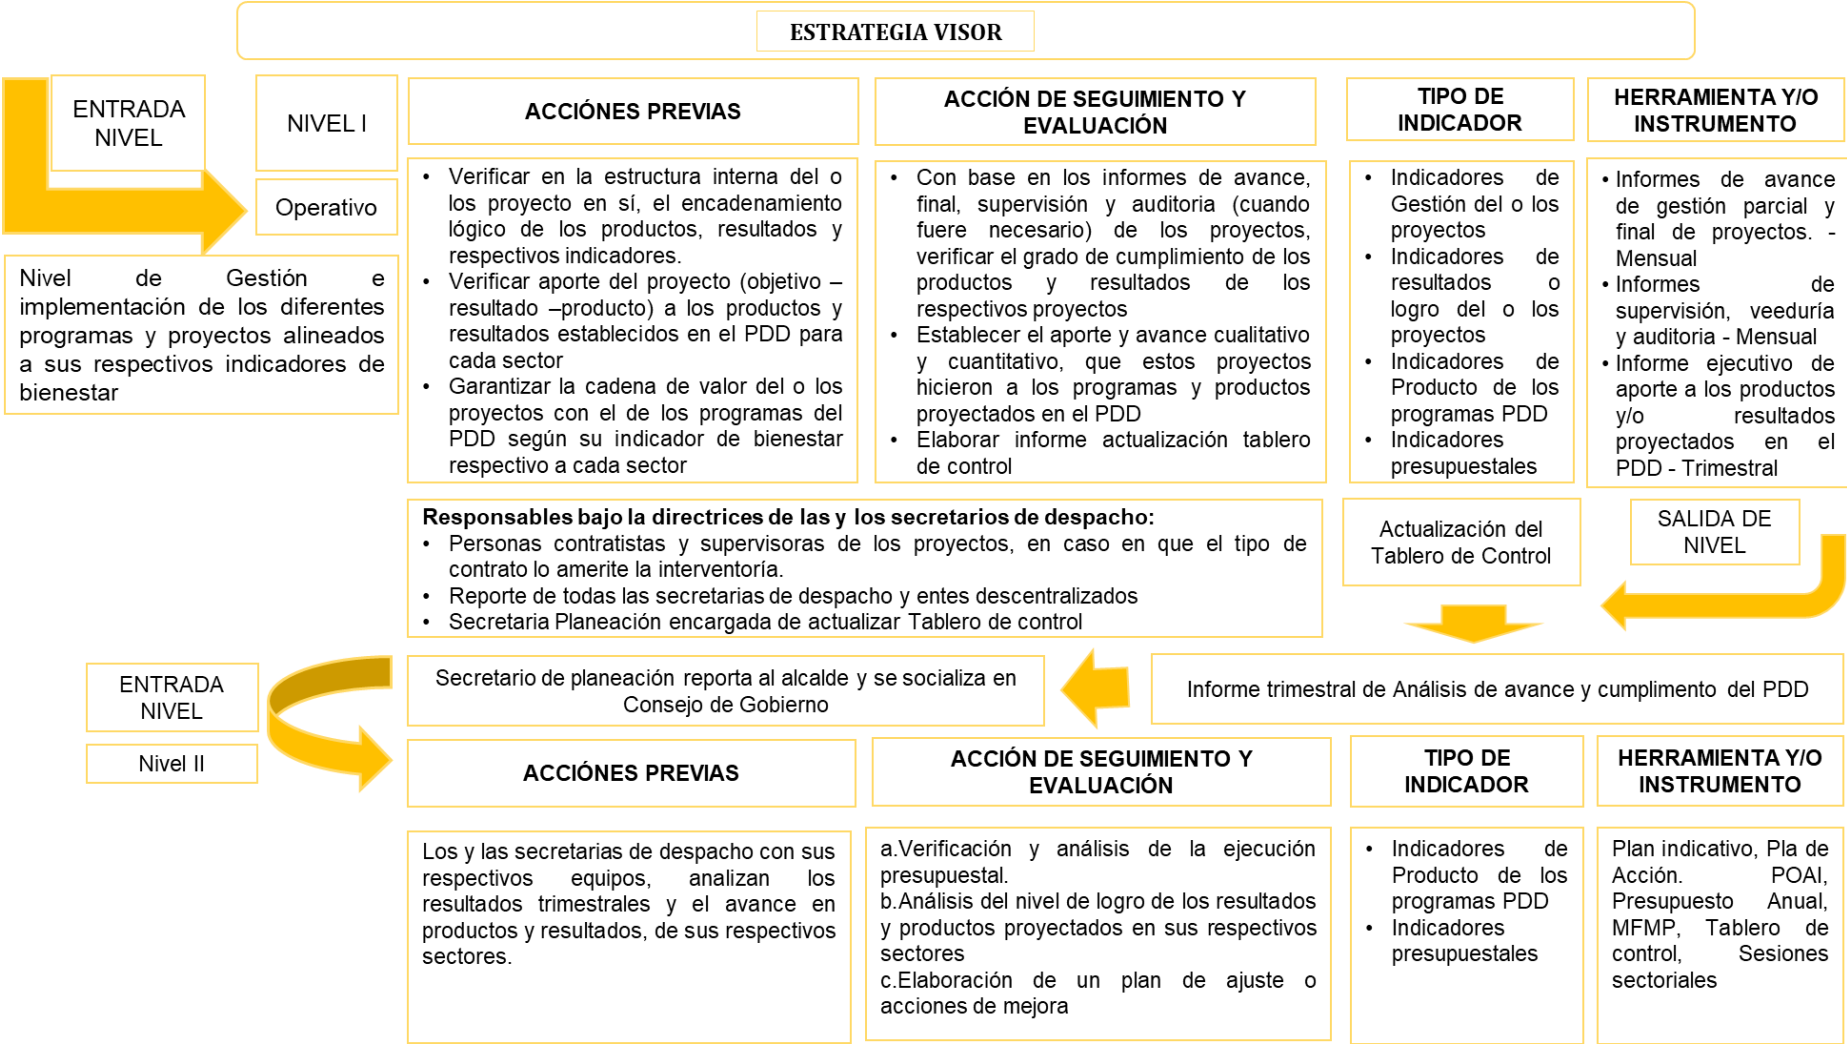 ESTRATEGIA VISOR
ENTRADA
NIVEL
NIVEL I
Operativo
Nivel de Gestión e
implementación de los diferentes
programas y proyectos alineados
a sus respectivos indicadores de
bienestar
ACCIÓNES PREVIAS
• Verificar en la estructura interna del o
los proyecto en sí, el encadenamiento
lógico de los productos, resultados y
respectivos indicadores.
• Verificar aporte del proyecto (objetivo –
resultado –producto) a los productos y
resultados establecidos en el PDD para
cada sector
• Garantizar la cadena de valor del o los
proyectos con el de los programas del
PDD según su indicador de bienestar
respectivo a cada sector
ACCIÓN DE SEGUIMIENTO Y
EVALUACIÓN
• Con base en los informes de avance,
final, supervisión y auditoria (cuando
fuere necesario) de los proyectos,
verificar el grado de cumplimiento de los
productos y resultados de los
respectivos proyectos
• Establecer el aporte y avance cualitativo
y cuantitativo, que estos proyectos
hicieron a los programas y productos
proyectados en el PDD
• Elaborar informe actualización tablero
de control
TIPO DE
INDICADOR
• Indicadores de
Gestión del o los
proyectos
• Indicadores de
resultados o
logro del o los
proyectos
• Indicadores de
Producto de los
programas PDD
• Indicadores
presupuestales
HERRAMIENTA Y/O
INSTRUMENTO
• Informes de avance
de gestión parcial y
final de proyectos. -
Mensual
• Informes de
supervisión, veeduría
y auditoria - Mensual
• Informe ejecutivo de
aporte a los productos
y/o resultados
proyectados en el
PDD - Trimestral
Responsables bajo la directrices de las y los secretarios de despacho:
• Personas contratistas y supervisoras de los proyectos, en caso en que el tipo de
contrato lo amerite la interventoría.
• Reporte de todas las secretarias de despacho y entes descentralizados
• Secretaria Planeación encargada de actualizar Tablero de control
Actualización del
Tablero de Control
SALIDA DE
NIVEL
Informe trimestral de Análisis de avance y cumplimento del PDD
Secretario de planeación reporta al alcalde y se socializa en
Consejo de Gobierno
ENTRADA
NIVEL
Nivel II
ACCIÓNES PREVIAS
Los y las secretarias de despacho con sus
respectivos equipos, analizan los
resultados trimestrales y el avance en
productos y resultados, de sus respectivos
sectores.
ACCIÓN DE SEGUIMIENTO Y
EVALUACIÓN
a.Verificación y análisis de la ejecución
presupuestal.
b.Análisis del nivel de logro de los resultados
y productos proyectados en sus respectivos
sectores
c.Elaboración de un plan de ajuste o
acciones de mejora
TIPO DE
INDICADOR
• Indicadores de
Producto de los
programas PDD
• Indicadores
presupuestales
HERRAMIENTA Y/O
INSTRUMENTO
Plan indicativo, Pla de
Acción. POAI,
Presupuesto Anual,
MFMP, Tablero de
control, Sesiones
sectoriales